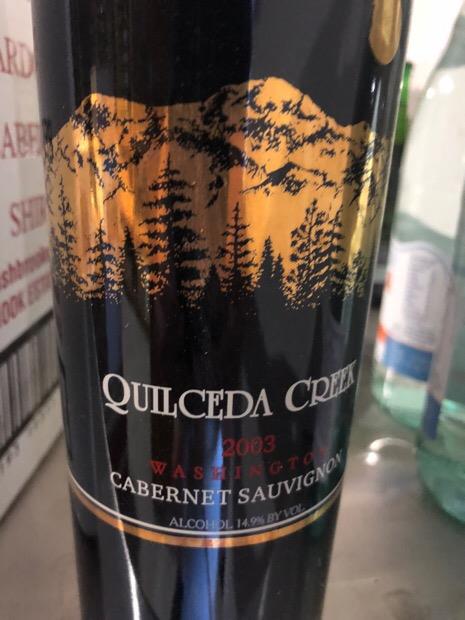 QUILCEDA CREEK
2003
WASHINGTON
CABERNET SAUVIGNON
ALCOHOL 14.9% BY VOL.